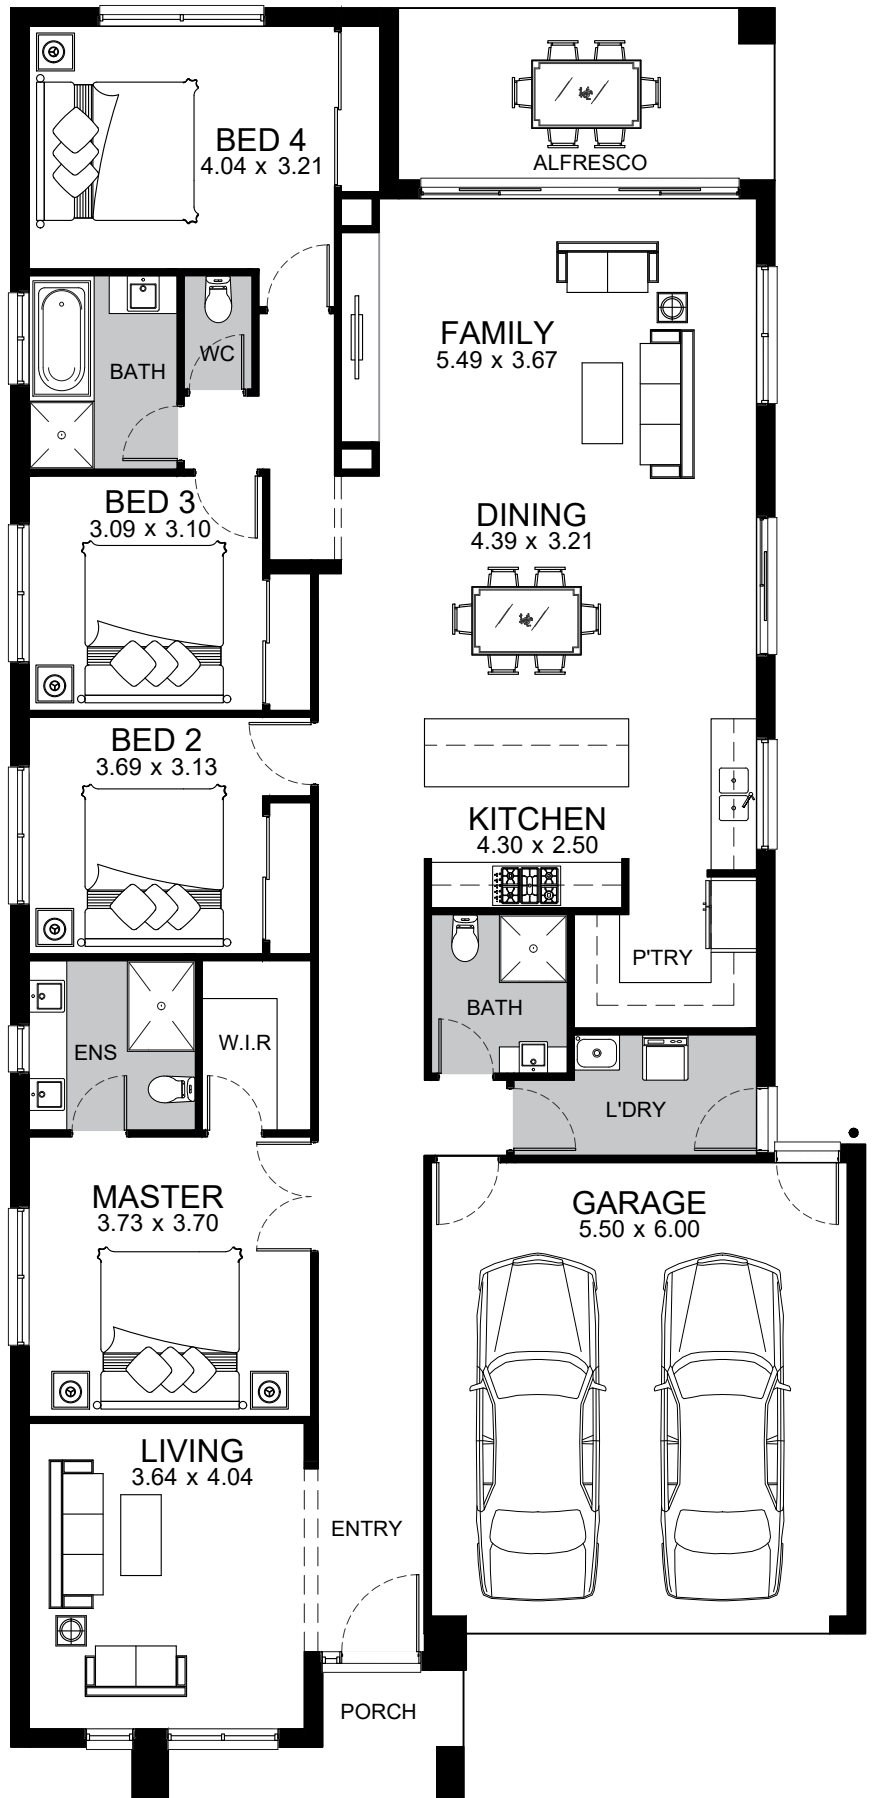 BED 4
4.04 x 3.21
ALFRESCO
FAMILY
5.49 x 3.67
WC
BATH
BED 3
3.09 x 3.10
DINING
4.39 x 3.21
BED 2
3.69 x 3.13
KITCHEN
4.30 x 2.50
P'TRY
BATH
W.I.R
ENS
L'DRY
MASTER
3.73 x 3.70
GARAGE
5.50 x 6.00
LIVING
3.64 x 4.04
ENTRY
PORCH